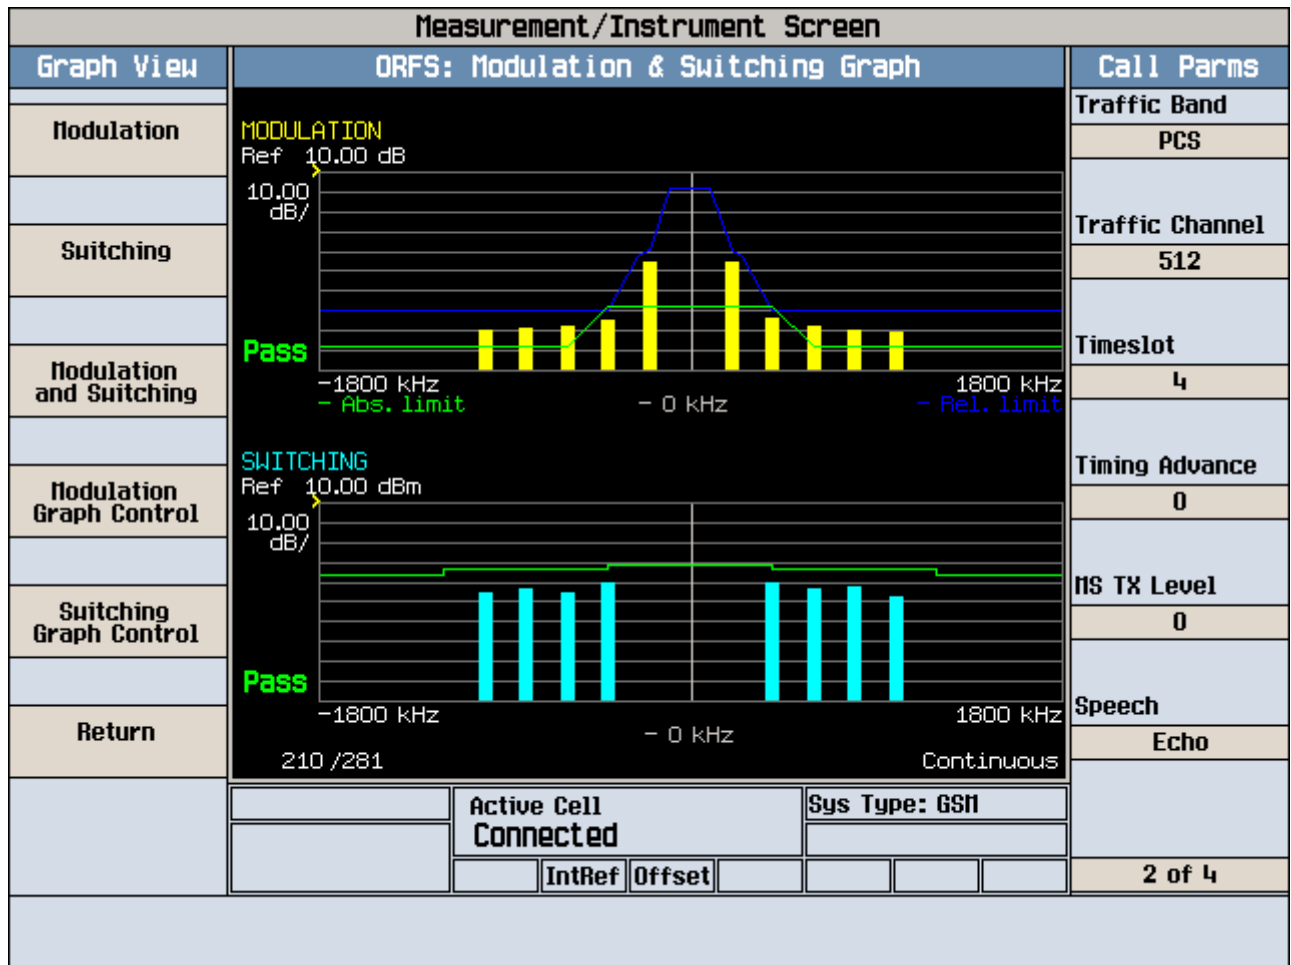 Measurement/Instrument Screen
Graph View
ORFS: Modulation & Switching Graph
Call Parms
Modulation
Switching
Modulation
and Switching
Modulation
Graph Control
Switching
Graph Control
Return
MODULATION
Ref 10.00 dB
10.00
dB/
Pass
-1800 kHz
1800 kHz
- Abs. limit
- 0 kHz
- Rel. limit
SWITCHING
Ref 10.00 dBm
10.00
dB/
Pass
-1800 kHz
1800 kHz
- 0 kHz
210 /281
Continuous
Traffic Band
PCS
Traffic Channel
512
Timeslot
4
Timing Advance
0
MS TX Level
0
Speech
Echo
2 of 4
Active Cell
Connected
Sys Type: GSM
IntRef
Offset